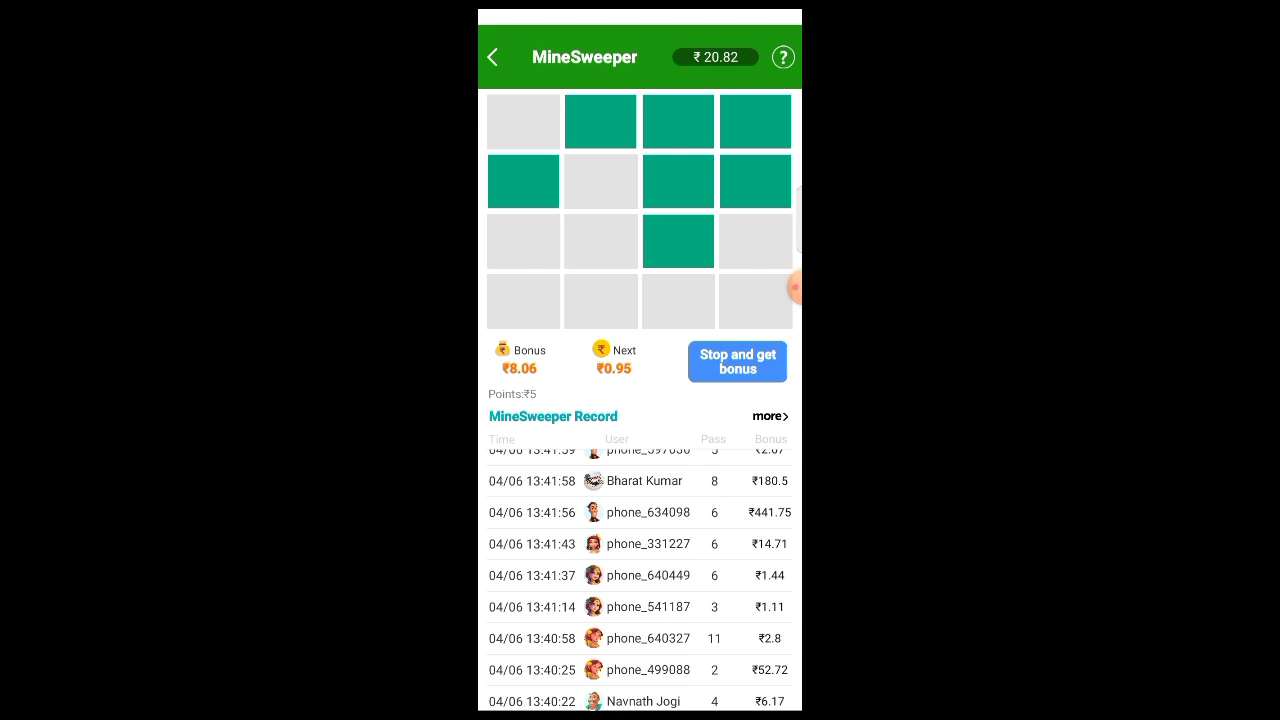 MineSweeper ₹ 20.82 ?
Bonus Next Stop and get
₹8.06 ₹0.95 bonus
Points:₹5
MineSweeper Record more
Time User Pass Bonus
04/06 13:41:58 Bharat Kumar 8 ₹180.5
04/06 13:41:56 phone_634098 6 ₹441.75
04/06 13:41:43 phone_331227 6 ₹14.71
04/06 13:41:37 phone_640449 6 ₹1.44
04/06 13:41:14 phone_541187 3 ₹1.11
04/06 13:40:58 phone_640327 11 ₹2.8
04/06 13:40:25 phone_499088 2 ₹52.72
04/06 13:40:22 Navnath Jogi 4 ₹6.17